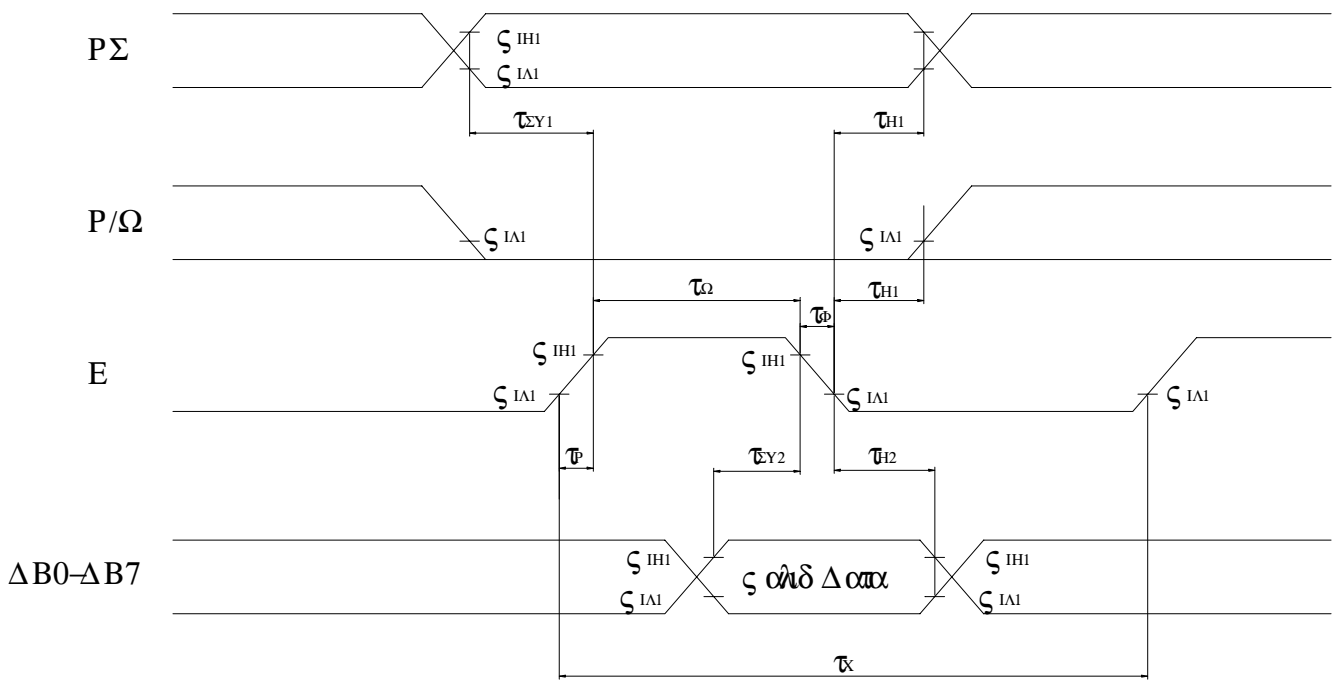 ΡΣ
ς ΙΗ1
ς ΙΛ1
τΣΥ1
τΗ1
Ρ/Ω
ς ΙΛ1
ς ΙΛ1
τΩ
τΗ1
τΦ
Ε
ς ΙΗ1
ς ΙΗ1
ς ΙΛ1
ς ΙΛ1
ς ΙΛ1
τΡ
τΣΥ2
τΗ2
ΔΒ0–ΔΒ7
ς ΙΗ1
ς ΙΗ1
ς αλιδ Δατα
ς ΙΛ1
ς ΙΛ1
τΧ